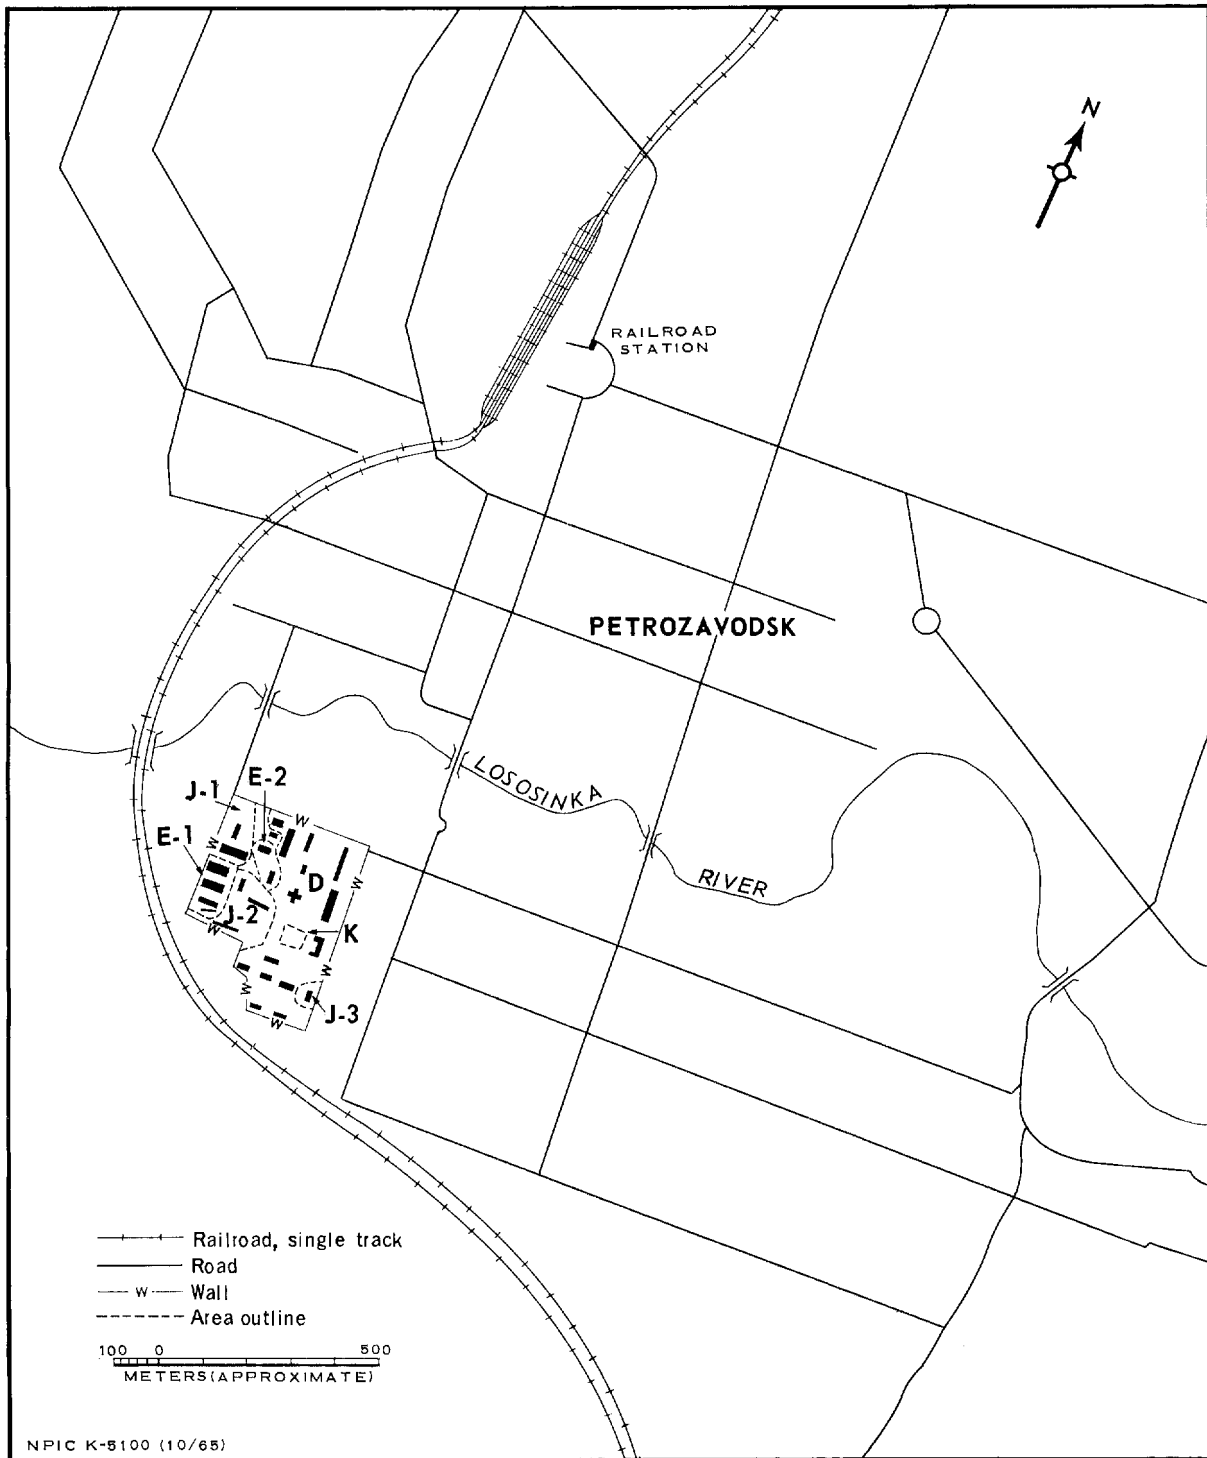 N
RAILROAD
STATION
PETROZAVODSK
LOSOSINKA
RIVER
J-1
E-2
E-1
W
W
W
D
J-2
W
K
W
W
J-3
W
Railroad, single track
Road
W Wall
Area outline
100 0 500
METERS(APPROXIMATE)
NPIC K-5100 (10/65)